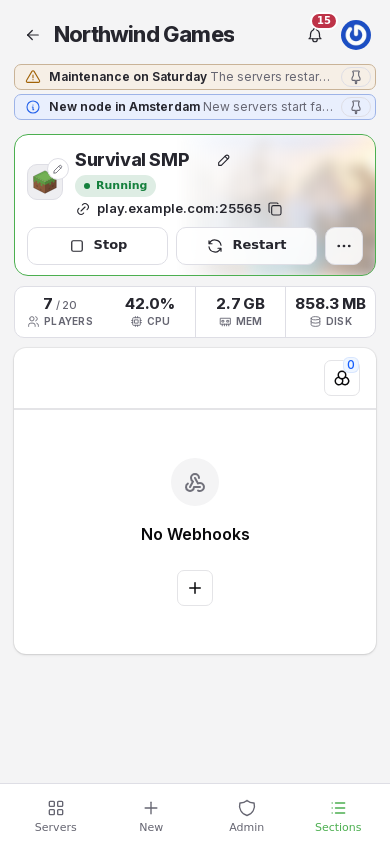 Northwind Games
15
Maintenance on Saturday The servers restar...
New node in Amsterdam New servers start fa...
Survival SMP
Running
play.example.com:25565
Stop
Restart
7 / 20
PLAYERS
42.0%
CPU
2.7 GB
MEM
858.3 MB
DISK
0
No Webhooks
Servers
New
Admin
Sections